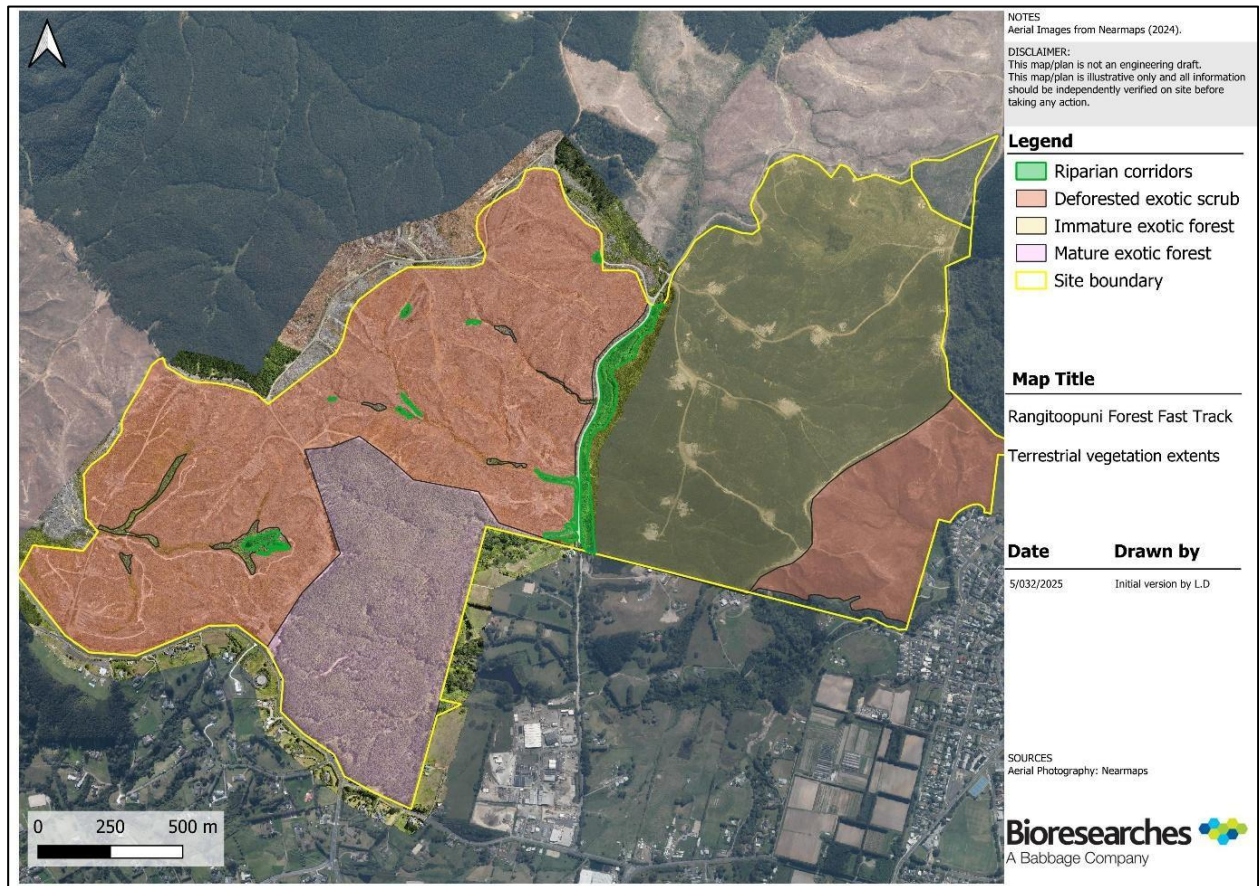 NOTES
Aerial Images from Nearmaps (2024).
DISCLAIMER:
This map/plan is not an engineering draft.
This map/plan is illustrative only and all information
should be independently verified on site before
taking any action.
Legend
Riparian corridors
Deforested exotic scrub
Immature exotic forest
Mature exotic forest
Site boundary
Map Title
Rangitoopuni Forest Fast Track
Terrestrial vegetation extents
Date Drawn by
5/032/2025 Initial version by L.D
SOURCES
Aerial Photography: Nearmaps
Bioresearches
A Babbage Company
0 250 500 m